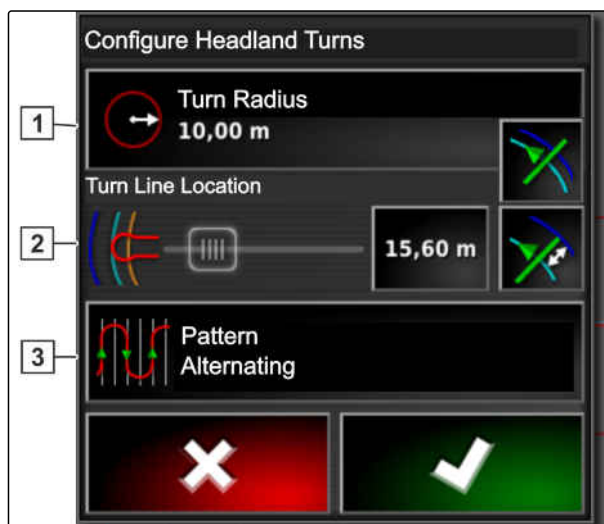 Configure Headland Turns
1
Turn Radius
10,00 m
Turn Line Location
2
15,60 m
3
Pattern
Alternating